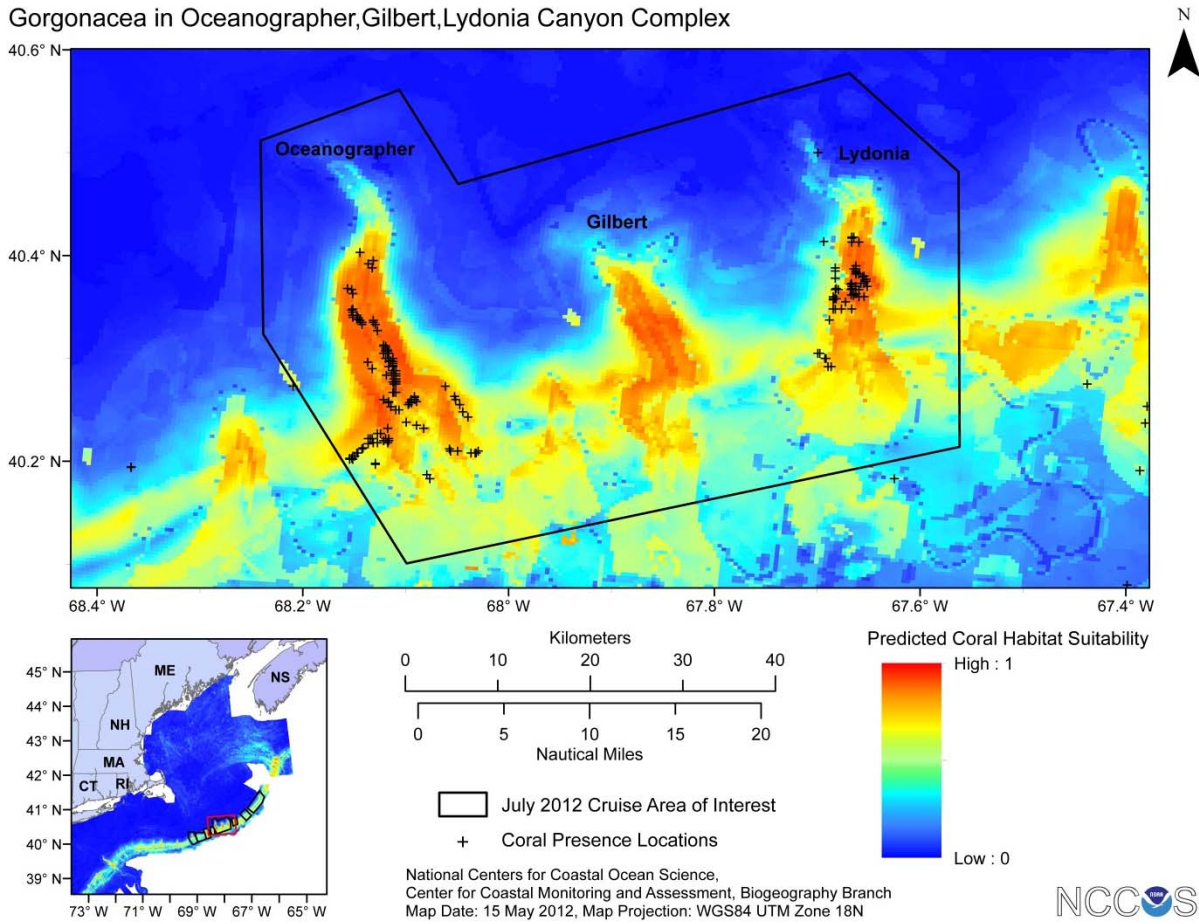 Gorgonacea in Oceanographer,Gilbert,Lydonia Canyon Complex
N
40.6° N
40.4° N
40.2° N
Oceanographer
Gilbert
Lydonia
68.4° W 68.2° W 68° W 67.8° W 67.6° W 67.4° W
45° N
44° N
43° N
42° N
41° N
40° N
39° N
ME
NS
NH
MA
CT
RI
73° W 71° W 69° W 67° W 65° W
Kilometers
0 10 20 30 40
0 5 10 15 20
Nautical Miles
July 2012 Cruise Area of Interest
Coral Presence Locations
Predicted Coral Habitat Suitability
High : 1
Low : 0
National Centers for Coastal Ocean Science,
Center for Coastal Monitoring and Assessment, Biogeography Branch
Map Date: 15 May 2012, Map Projection: WGS84 UTM Zone 18N
NCCOS
noaa